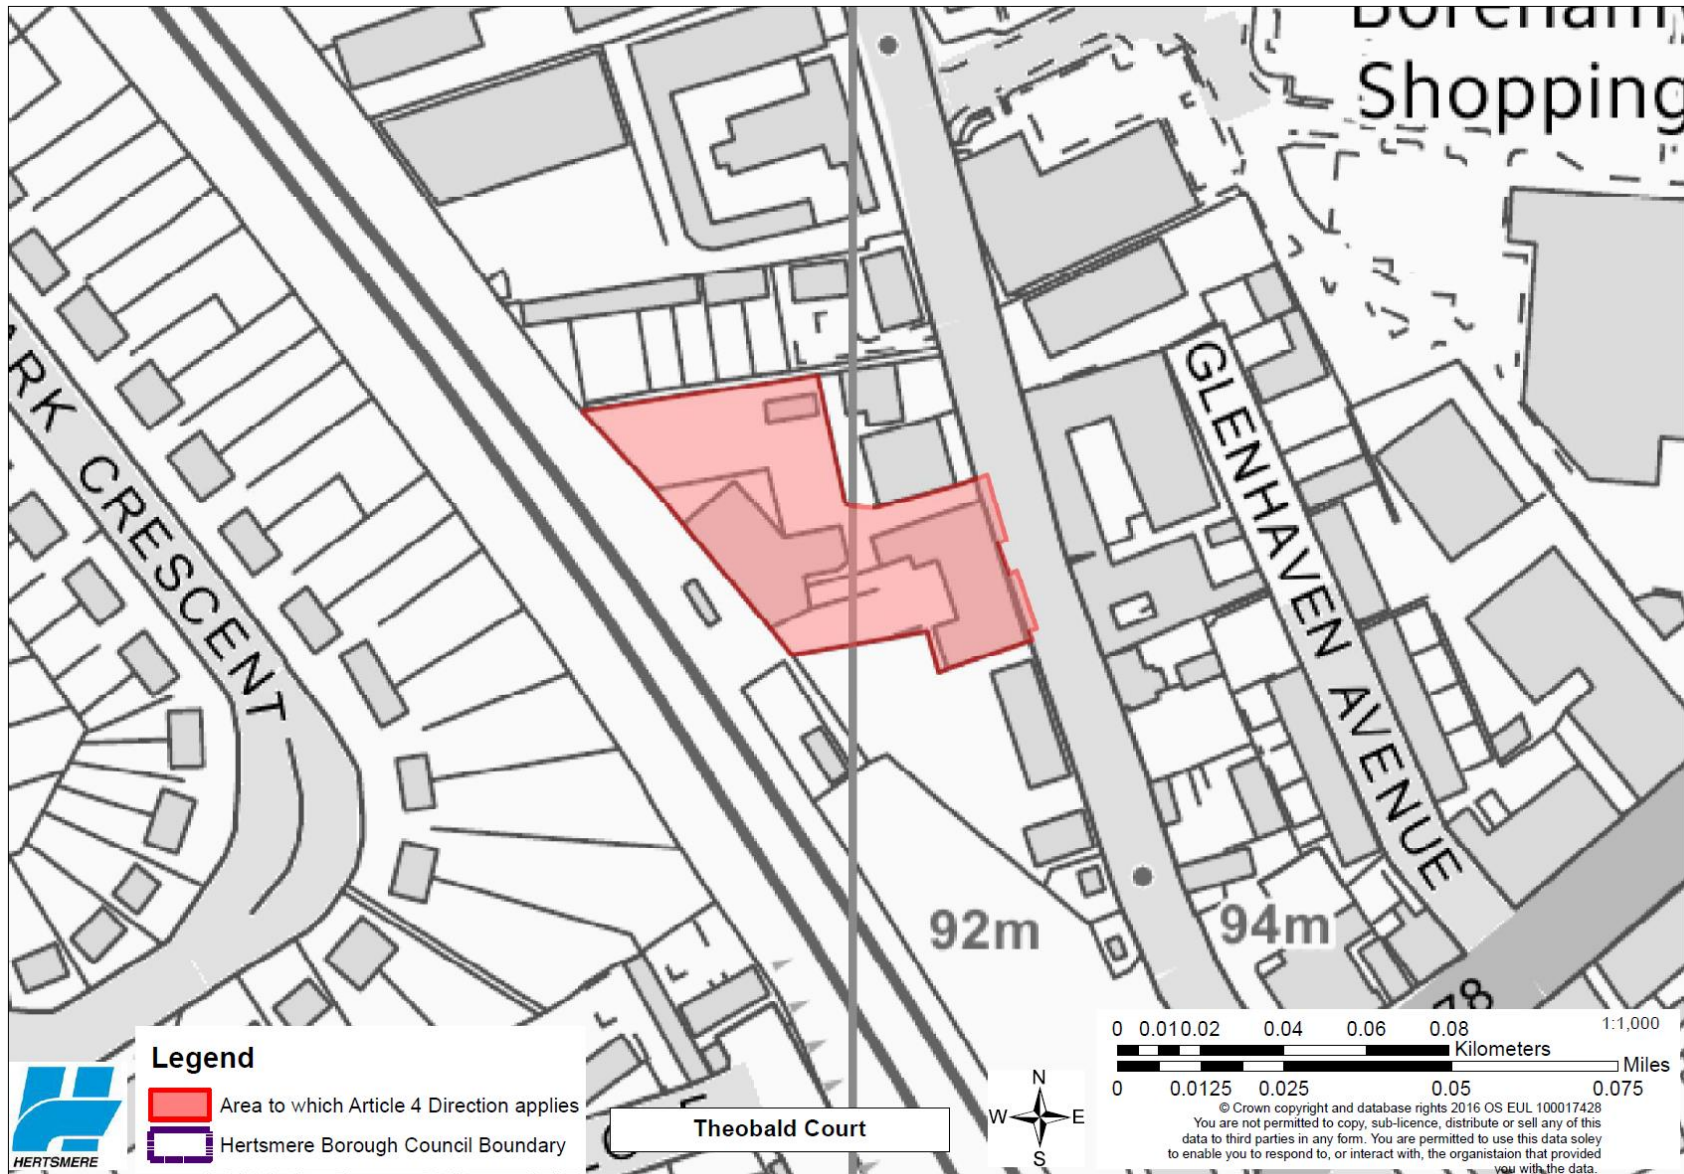 Shopping
GLENHAVEN AVENUE
CRESCENT
92m
94m
Legend
Area to which Article 4 Direction applies
Hertsmere Borough Council Boundary
HERTSMERE
Theobald Court
N
W E
S
0 0.010.02 0.04 0.06 0.08
1:1,000
Kilometers
Miles
0 0.0125 0.025 0.05 0.075
© Crown copyright and database rights 2016 OS EUL 100017428
You are not permitted to copy, sub-licence, distribute or sell any of this
data to third parties in any form. You are permitted to use this data soley
to enable you to respond to, or interact with, the organistaion that provided
you with the data.